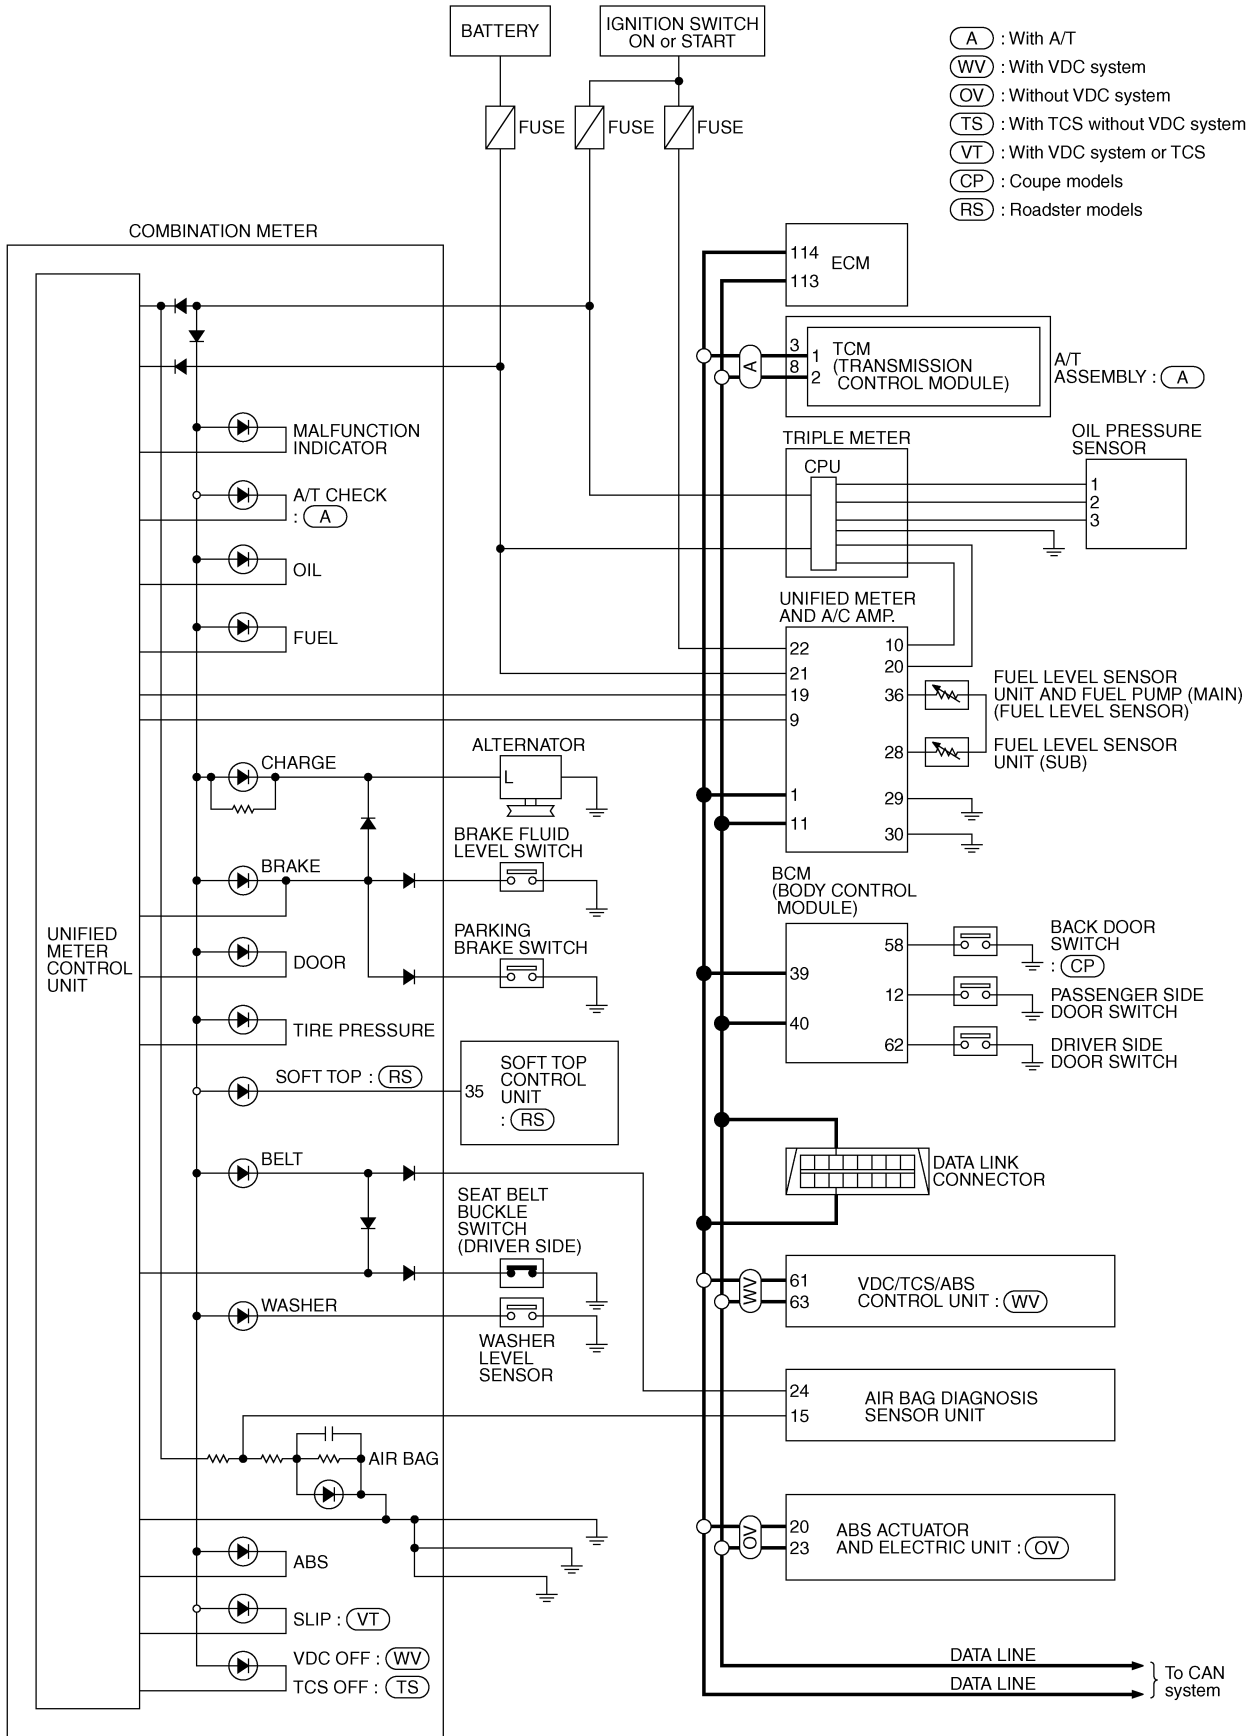 BATTERY
IGNITION SWITCH
ON or START
A : With A/T
WV : With VDC system
OV : Without VDC system
TS : With TCS without VDC system
VT : With VDC system or TCS
CP : Coupe models
RS : Roadster models
FUSE
FUSE
FUSE
COMBINATION METER
UNIFIED
METER
CONTROL
UNIT
MALFUNCTION
INDICATOR
A/T CHECK
: A
OIL
FUEL
CHARGE
BRAKE
DOOR
TIRE PRESSURE
SOFT TOP : RS
BELT
WASHER
AIR BAG
ABS
SLIP : VT
VDC OFF : WV
TCS OFF : TS
ALTERNATOR
L
BRAKE FLUID
LEVEL SWITCH
PARKING
BRAKE SWITCH
35
SOFT TOP
CONTROL
UNIT
: RS
SEAT BELT
BUCKLE
SWITCH
(DRIVER SIDE)
WASHER
LEVEL
SENSOR
114
ECM
113
A
3
8
1
2
TCM
(TRANSMISSION
CONTROL MODULE)
A/T
ASSEMBLY : A
TRIPLE METER
CPU
OIL PRESSURE
SENSOR
1
2
3
UNIFIED METER
AND A/C AMP.
22
21
19
9
1
11
10
20
36
28
29
30
FUEL LEVEL SENSOR
UNIT AND FUEL PUMP (MAIN)
(FUEL LEVEL SENSOR)
FUEL LEVEL SENSOR
UNIT (SUB)
BCM
(BODY CONTROL
MODULE)
39
40
58
12
62
BACK DOOR
SWITCH
: CP
PASSENGER SIDE
DOOR SWITCH
DRIVER SIDE
DOOR SWITCH
DATA LINK
CONNECTOR
WV
61
63
VDC/TCS/ABS
CONTROL UNIT : WV
24
15
AIR BAG DIAGNOSIS
SENSOR UNIT
OV
20
23
ABS ACTUATOR
AND ELECTRIC UNIT : OV
DATA LINE
DATA LINE
To CAN
system